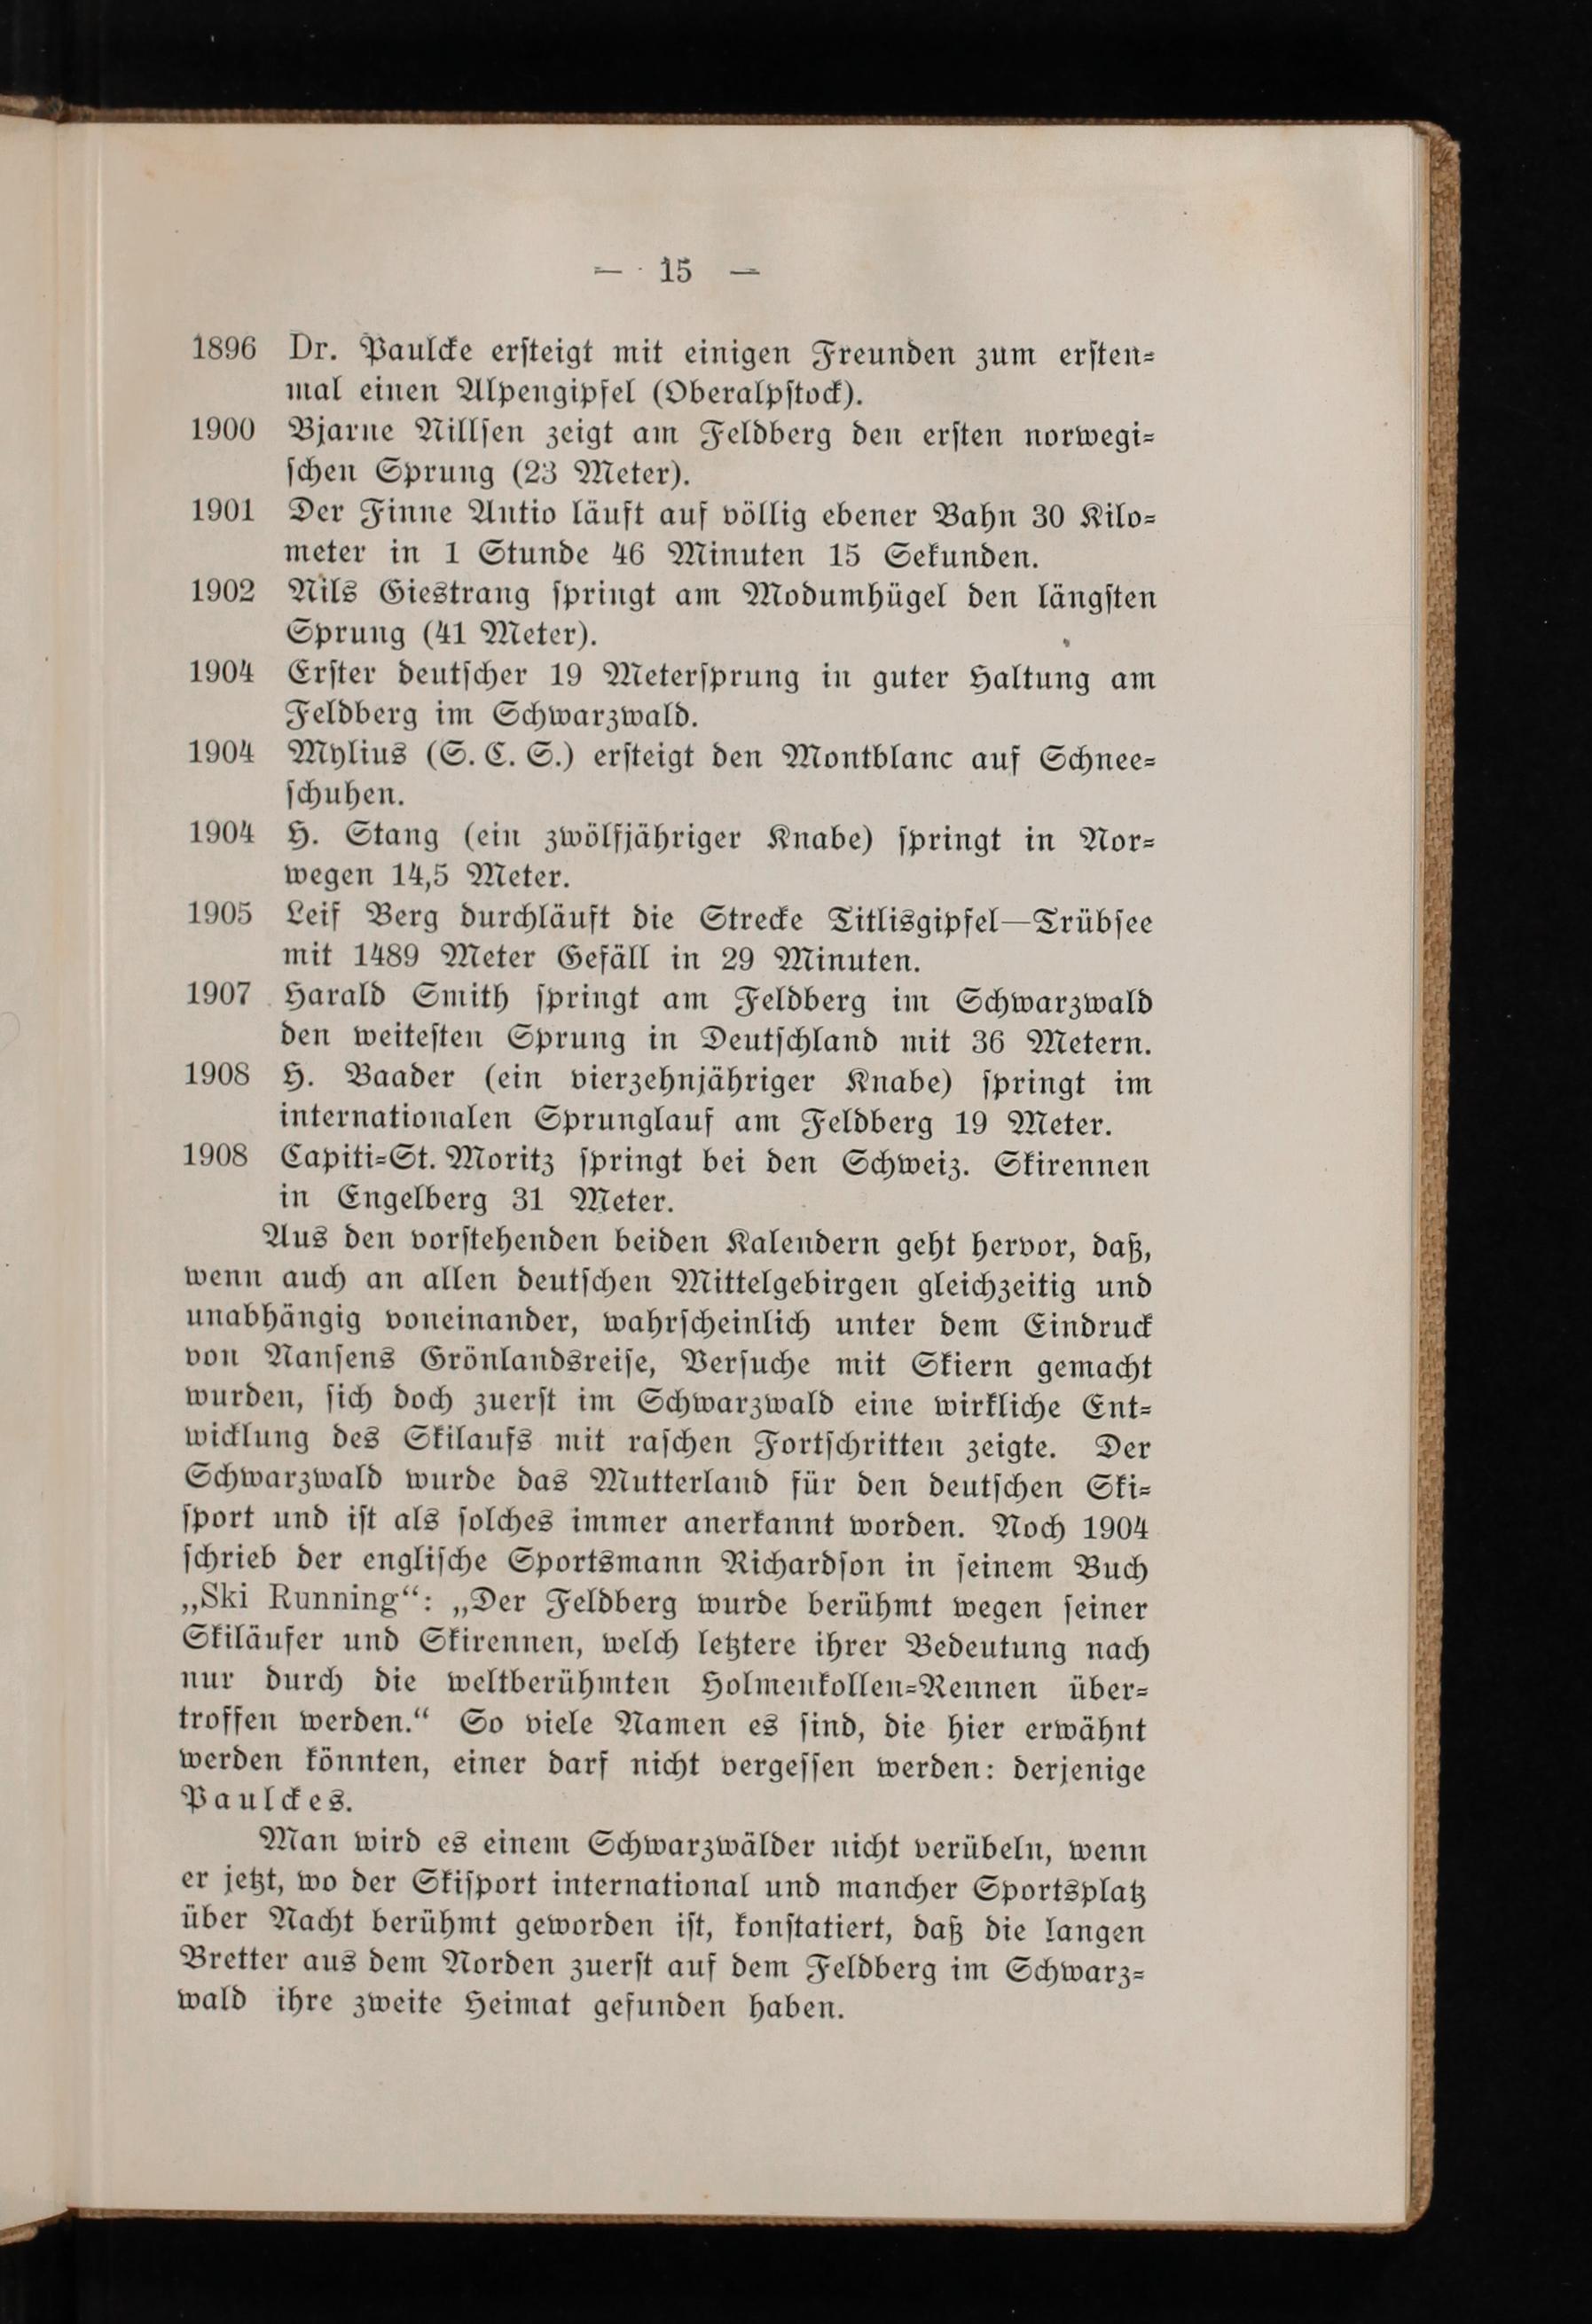 — 15 —
1896 Dr. Paulcke ersteigt mit einigen Freunden zum ersten-
mal einen Alpengipfel (Oberalpstock).
1900 Bjarne Nillsen zeigt am Feldberg den ersten norwegi-
schen Sprung (23 Meter).
1901 Der Finne Autio läuft auf völlig ebener Bahn 30 Kilo-
meter in 1 Stunde 46 Minuten 15 Sekunden.
1902 Nils Giestrang springt am Modumhügel den längsten
Sprung (41 Meter).
1904 Erster deutscher 19 Metersprung in guter Haltung am
Feldberg im Schwarzwald.
1904 Mylius (S. C. S.) ersteigt den Montblanc auf Schnee-
schuhen.
1904 H. Stang (ein zwölfjähriger Knabe) springt in Nor-
wegen 14,5 Meter.
1905 Leif Berg durchläuft die Strecke Titlisgipfel—Trübsee
mit 1489 Meter Gefäll in 29 Minuten.
1907 Harald Smith springt am Feldberg im Schwarzwald
den weitesten Sprung in Deutschland mit 36 Metern.
1908 H. Baader (ein vierzehnjähriger Knabe) springt im
internationalen Sprunglauf am Feldberg 19 Meter.
1908 Capiti-St. Moritz springt bei den Schweiz. Skirennen
in Engelberg 31 Meter.
Aus den vorstehenden beiden Kalendern geht hervor, daß,
wenn auch an allen deutschen Mittelgebirgen gleichzeitig und
unabhängig voneinander, wahrscheinlich unter dem Eindruck
von Nansens Grönlandsreise, Versuche mit Skiern gemacht
wurden, sich doch zuerst im Schwarzwald eine wirkliche Ent-
wicklung des Skilaufs mit raschen Fortschritten zeigte. Der
Schwarzwald wurde das Mutterland für den deutschen Ski-
sport und ist als solches immer anerkannt worden. Noch 1904
schrieb der englische Sportsmann Richardson in seinem Buch
„Ski Running“: „Der Feldberg wurde berühmt wegen seiner
Skiläufer und Skirennen, welch letztere ihrer Bedeutung nach
nur durch die weltberühmten Holmenkollen-Rennen über-
troffen werden.“ So viele Namen es sind, die hier erwähnt
werden könnten, einer darf nicht vergessen werden: derjenige
Paulckes.
Man wird es einem Schwarzwälder nicht verübeln, wenn
er jetzt, wo der Skisport international und mancher Sportsplatz
über Nacht berühmt geworden ist, konstatiert, daß die langen
Bretter aus dem Norden zuerst auf dem Feldberg im Schwarz-
wald ihre zweite Heimat gefunden haben.